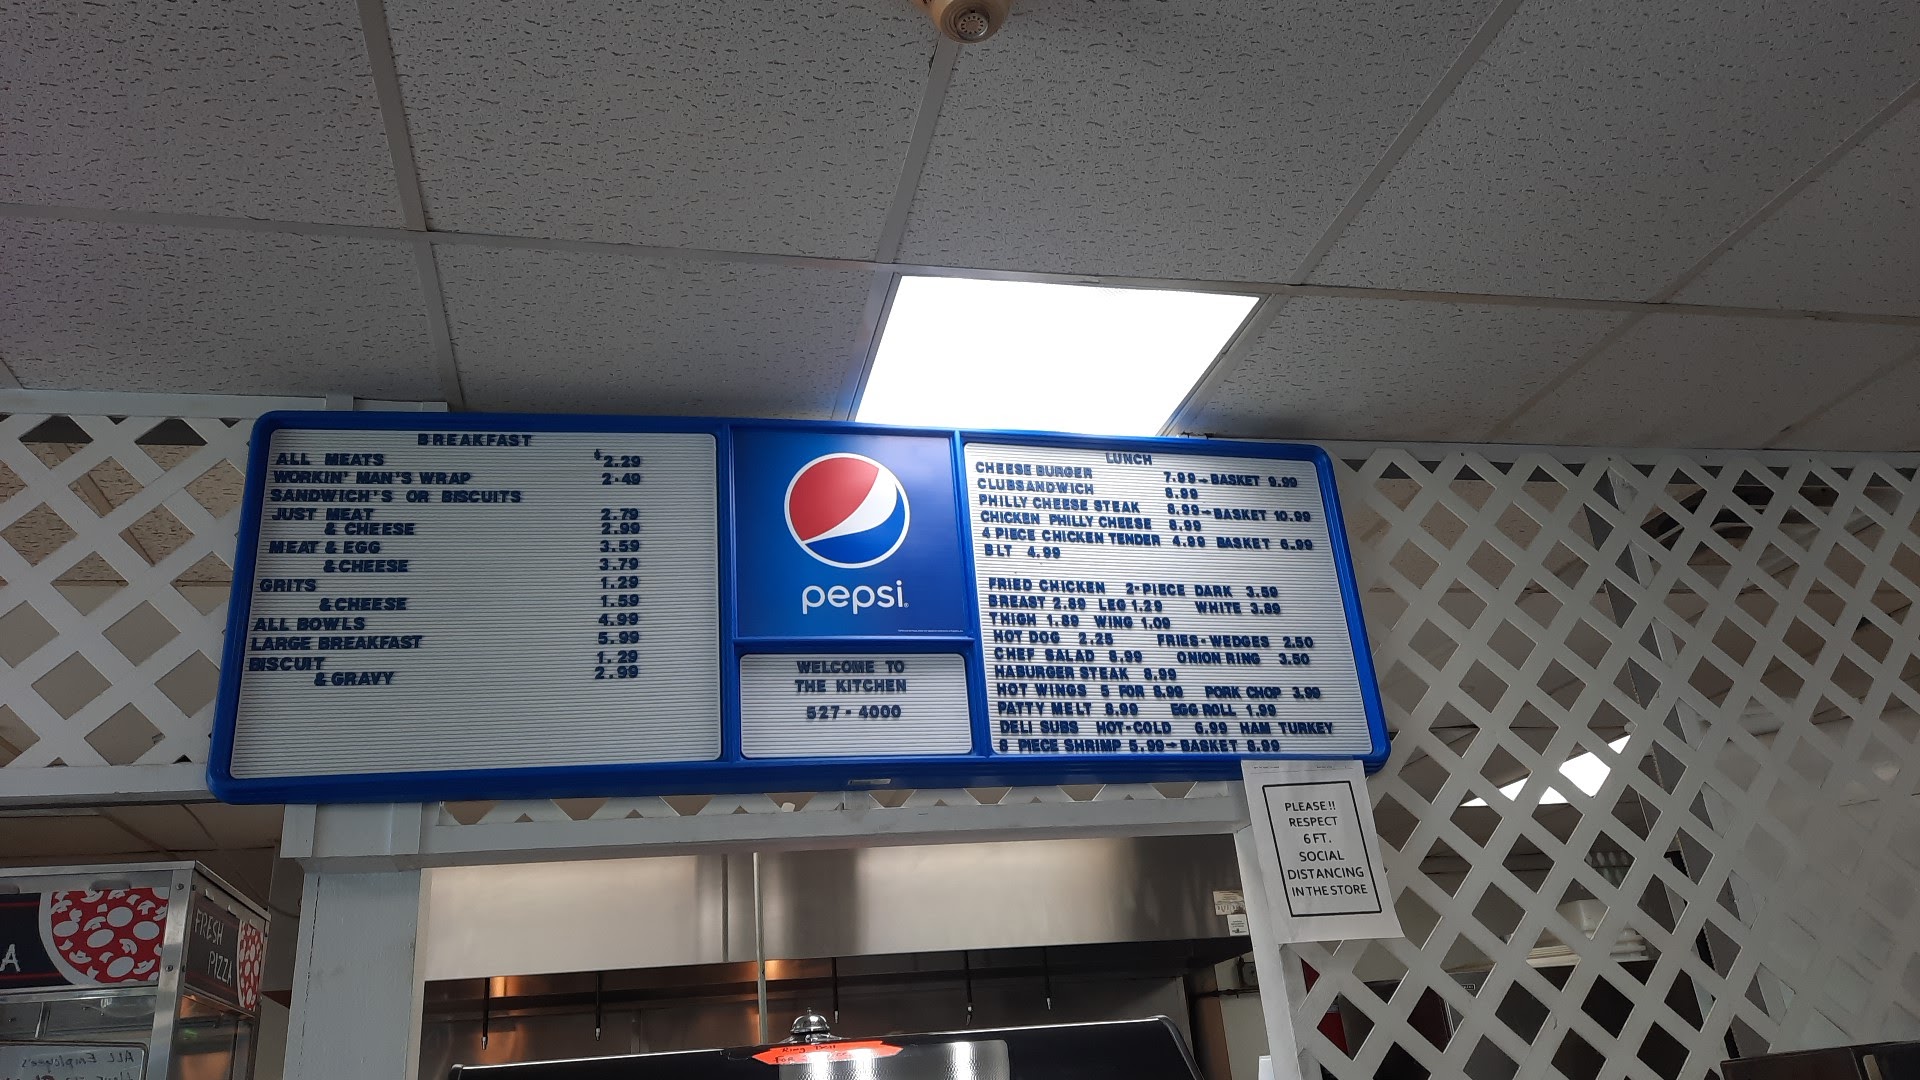 BREAKFAST
ALL MEATS $2.29
WORKIN' MAN'S WRAP 2.49
SANDWICH'S OR BISCUITS
JUST MEAT 2.79
& CHEESE 2.99
MEAT & EGG 3.59
&CHEESE 3.79
GRITS 1.29
&CHEESE 1.59
ALL BOWLS 4.99
LARGE BREAKFAST 5.99
BISCUIT 1.29
&GRAVY 2.99
pepsi
WELCOME TO
THE KITCHEN
527-4000
LUNCH
CHEESE BURGER 7.99-BASKET 9.99
CLUBSANDWICH 8.99
PHILLY CHEESE STEAK 8.99-BASKET 10.99
CHICKEN PHILLY CHEESE 8.99
4 PIECE CHICKEN TENDER 4.99 BASKET 6.99
BLT 4.99
FRIED CHICKEN 2-PIECE DARK 3.59
BREAST 2.89 LEG 1.29 WHITE 3.89
THIGH 1.89 WING 1.09
HOT DOG 2.25 FRIES-WEDGES 2.50
CHEF SALAD 8.99 ONION RING 3.50
HABURGER STEAK 8.99
HOT WINGS 5 FOR 6.99 PORK CHOP 3.99
PATTY MELT 8.99 EGG ROLL 1.99
DELI SUBS HOT-COLD 6.99 HAM TURKEY
8 PIECE SHRIMP 5.99-BASKET 8.99
PLEASE!!
RESPECT
6 FT.
SOCIAL
DISTANCING
IN THE STORE
FRESH
PIZZA
Ring Bell